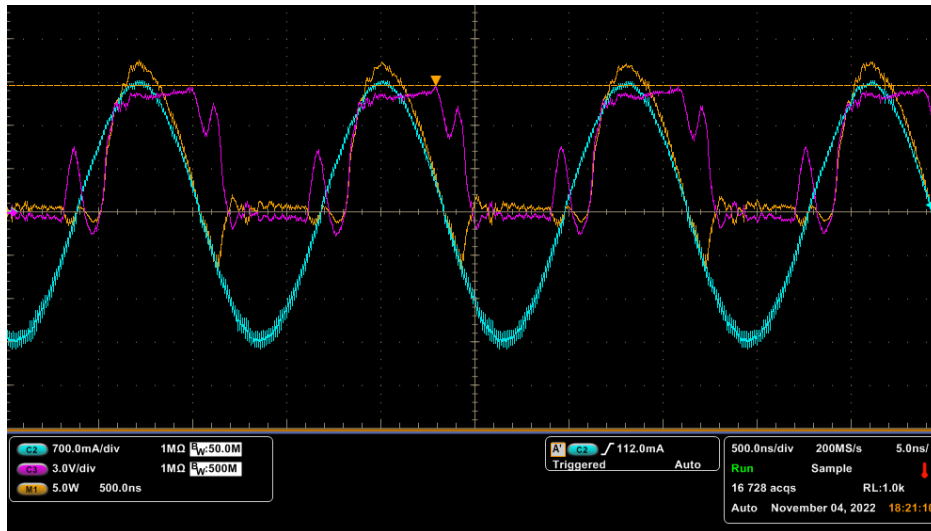 C2 700.0mA/div 1MΩ BW:50.0M
C3 3.0V/div 1MΩ BW:500M
M1 5.0W 500.0ns
A' C2 112.0mA
Triggered Auto
500.0ns/div 200MS/s 5.0ns/
Run Sample
16 728 acqs RL:1.0k
Auto November 04, 2022 18:21:10